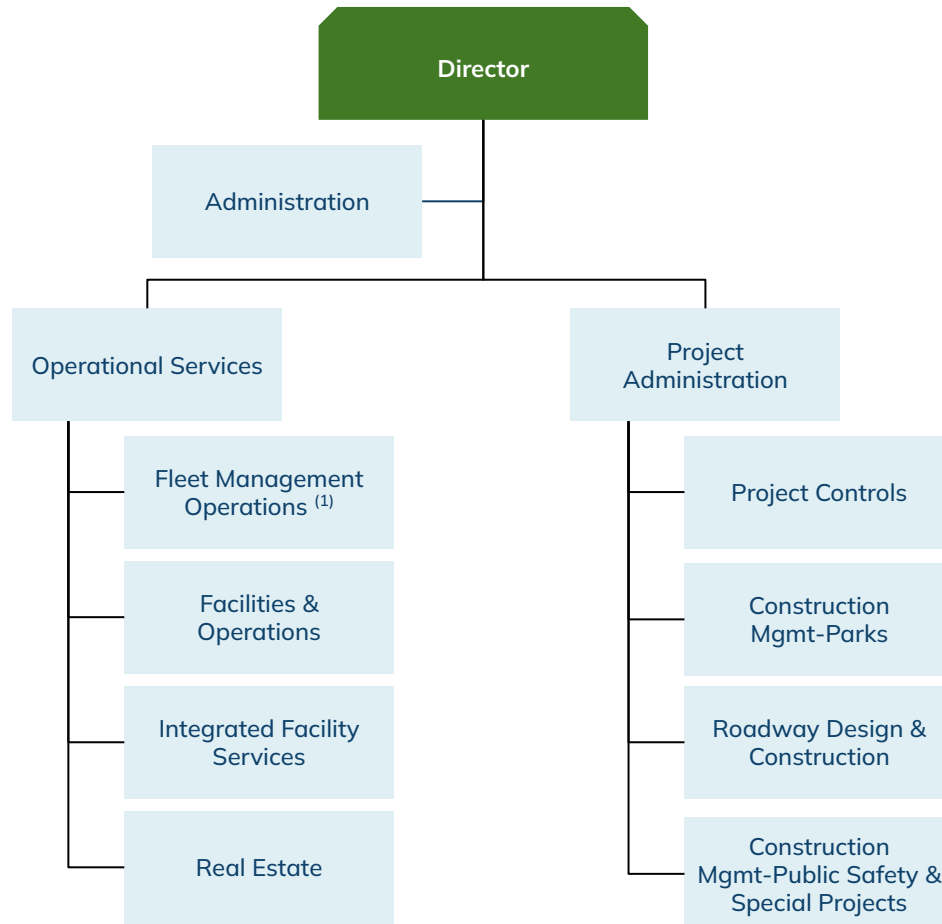 Director
Administration
Operational Services
Fleet Management
Operations (1)
Facilities &
Operations
Integrated Facility
Services
Real Estate
Project
Administration
Project Controls
Construction
Mgmt-Parks
Roadway Design &
Construction
Construction
Mgmt-Public Safety &
Special Projects